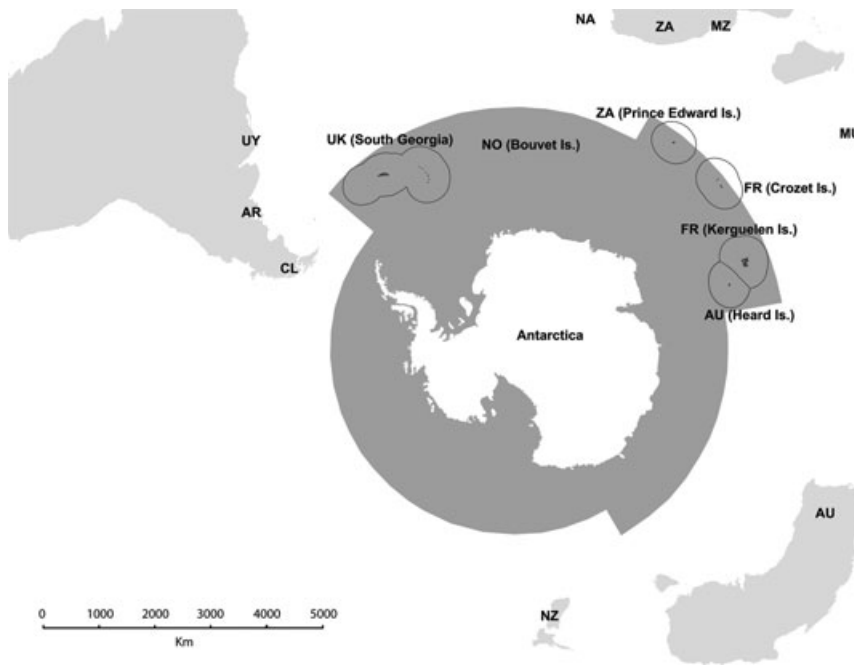 NA
ZA
MZ
ZA (Prince Edward Is.)
MU
UY
UK (South Georgia)
NO (Bouvet Is.)
FR (Crozet Is.)
AR
FR (Kerguelen Is.)
CL
AU (Heard Is.)
Antarctica
AU
NZ
0 1000 2000 3000 4000 5000
Km